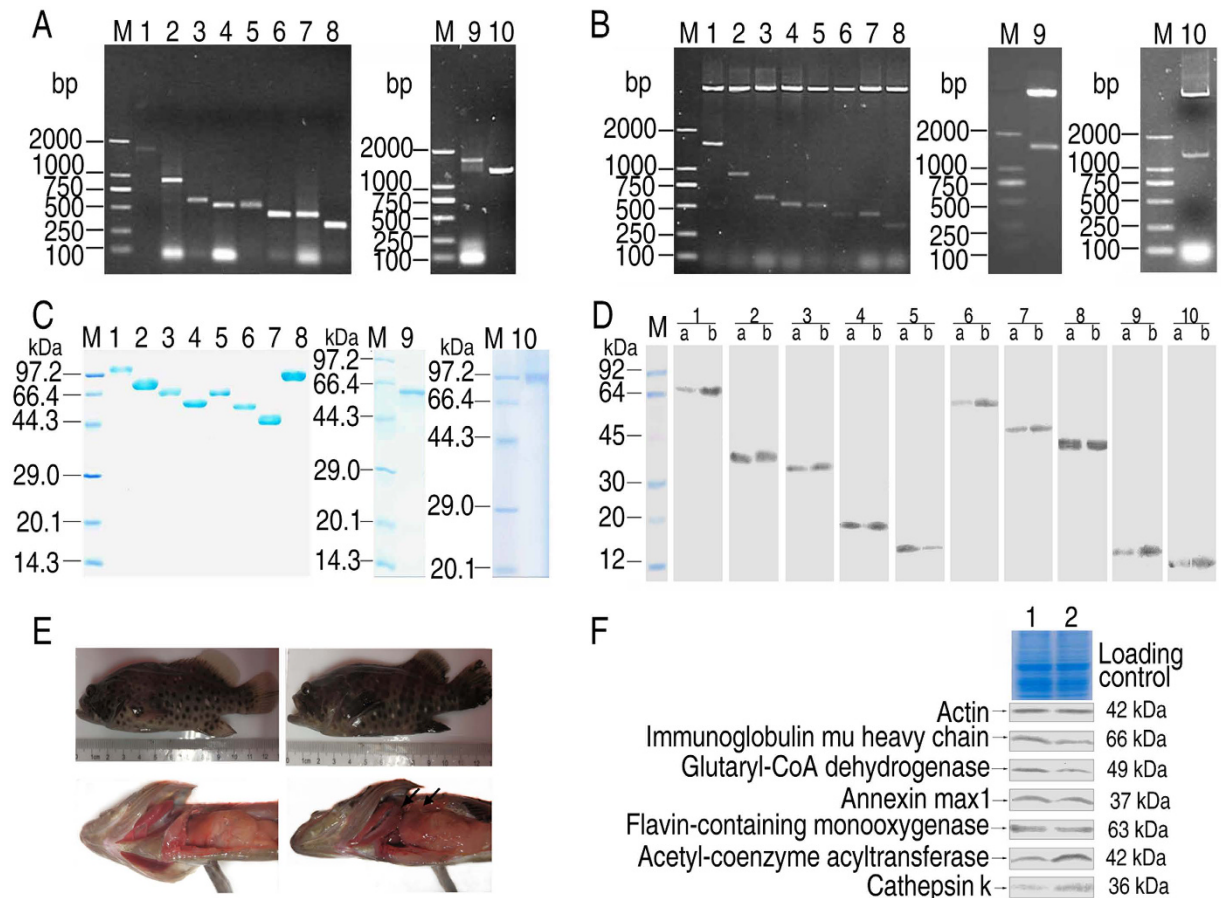 A
M 1 2 3 4 5 6 7 8
M 9 10
bp
bp
2000
1000
750
500
250
100
2000
1000
750
500
250
100
B
M 1 2 3 4 5 6 7 8
M 9
M 10
bp
bp
bp
2000
1000
750
500
250
100
2000
1000
750
500
250
100
2000
1000
750
500
250
100
C
M 1 2 3 4 5 6 7 8
kDa
97.2
66.4
44.3
29.0
20.1
14.3
M 9
kDa
97.2
66.4
44.3
29.0
20.1
14.3
M 10
kDa
97.2
66.4
44.3
29.0
20.1
D
M
1 2 3 4 5 6 7 8 9 10
a b a b a b a b a b a b a b a b a b a b
kDa
92
64
45
30
20
12
E
F
1 2
Loading
control
Actin 42 kDa
Immunoglobulin mu heavy chain 66 kDa
Glutaryl-CoA dehydrogenase 49 kDa
Annexin max1 37 kDa
Flavin-containing monooxygenase 63 kDa
Acetyl-coenzyme acyltransferase 42 kDa
Cathepsin k 36 kDa